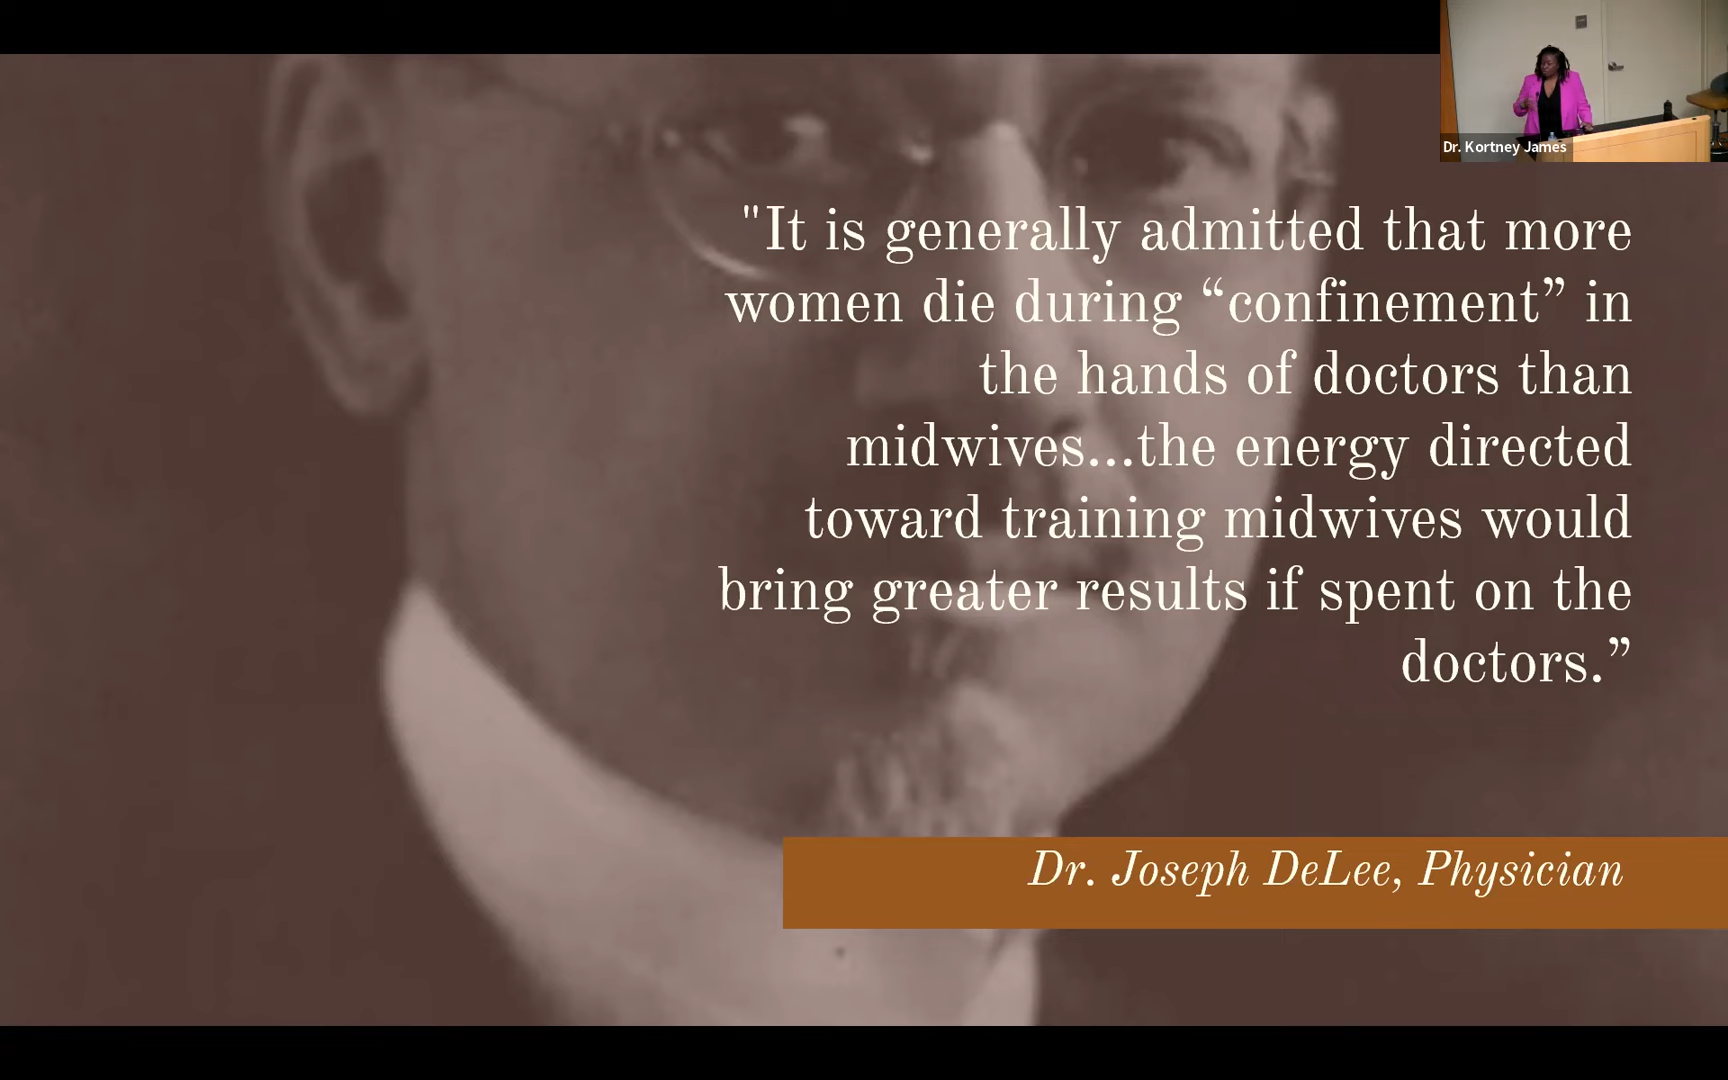 Dr. Kortney James
"It is generally admitted that more
women die during “confinement” in
the hands of doctors than
midwives...the energy directed
toward training midwives would
bring greater results if spent on the
doctors.”
Dr. Joseph DeLee, Physician